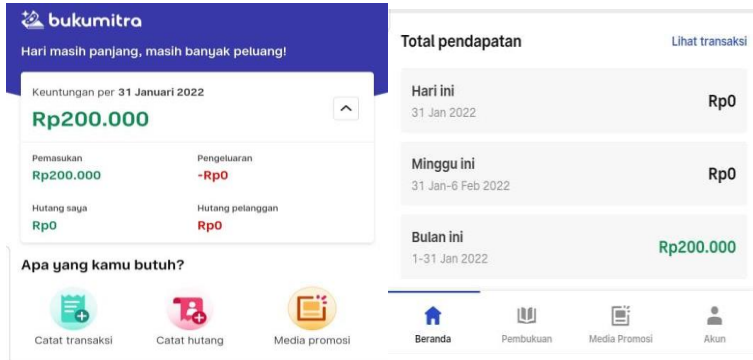 bukumitra
Hari masih panjang, masih banyak peluang!
Keuntungan per 31 Januari 2022
Rp200.000
Pemasukan
Rp200.000
Pengeluaran
-Rp0
Hutang saya
Rp0
Hutang pelanggan
Rp0
Apa yang kamu butuh?
Catat transaksi
Catat hutang
Media promosi
Total pendapatan
Lihat transaksi
Hari ini
31 Jan 2022
Rp0
Minggu ini
31 Jan-6 Feb 2022
Rp0
Bulan ini
1-31 Jan 2022
Rp200.000
Beranda
Pembukuan
Media Promosi
Akun